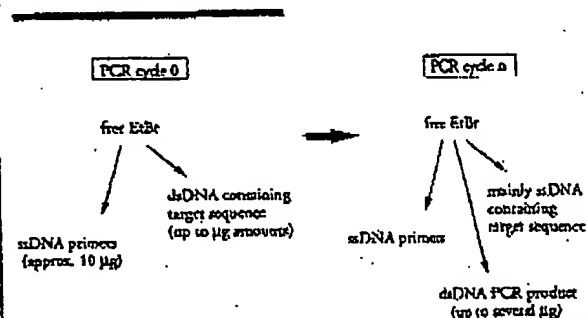 PCR cycle 0
free EtBr
dsDNA containing
target sequence
(up to μg amounts)
ssDNA primers
(approx. 10 μg)
PCR cycle n
free EtBr
mainly ssDNA
containing
target sequence
ssDNA primers
dsDNA PCR product
(up to several μg)